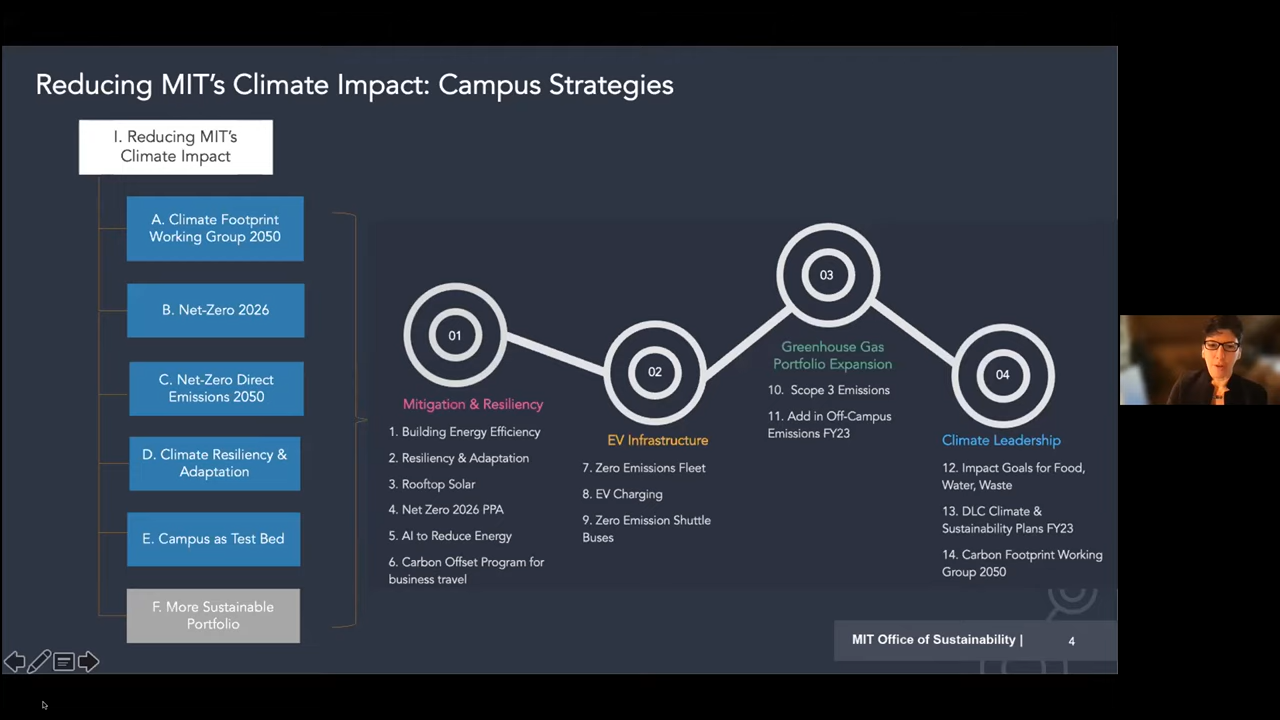 Reducing MIT's Climate Impact: Campus Strategies
I. Reducing MIT's
Climate Impact
A. Climate Footprint
Working Group 2050
B. Net-Zero 2026
C. Net-Zero Direct
Emissions 2050
D. Climate Resiliency &
Adaptation
E. Campus as Test Bed
F. More Sustainable
Portfolio
01
Mitigation & Resiliency
1. Building Energy Efficiency
2. Resiliency & Adaptation
3. Rooftop Solar
4. Net Zero 2026 PPA
5. AI to Reduce Energy
6. Carbon Offset Program for
business travel
02
EV Infrastructure
7. Zero Emissions Fleet
8. EV Charging
9. Zero Emission Shuttle
Buses
03
Greenhouse Gas
Portfolio Expansion
10. Scope 3 Emissions
11. Add in Off-Campus
Emissions FY23
04
Climate Leadership
12. Impact Goals for Food,
Water, Waste
13. DLC Climate &
Sustainability Plans FY23
14. Carbon Footprint Working
Group 2050
MIT Office of Sustainability |
4